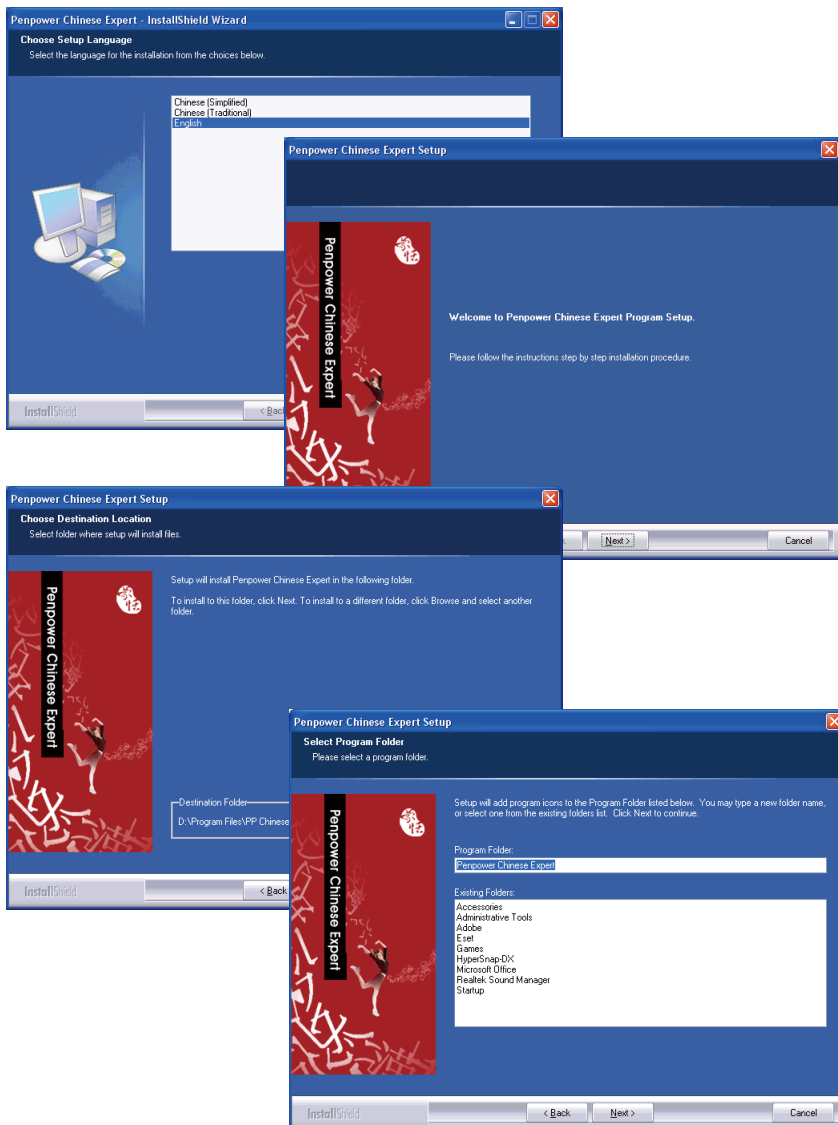 Penpower Chinese Expert - InstallShield Wizard
Choose Setup Language
Select the language for the installation from the choices below.
Chinese (Simplified)
Chinese (Traditional)
English
InstallShield
< Back
Penpower Chinese Expert Setup
Penpower Chinese Expert
Welcome to Penpower Chinese Expert Program Setup.
Please follow the instructions step by step installation procedure.
Next >
Cancel
Penpower Chinese Expert Setup
Choose Destination Location
Select folder where setup will install files.
Penpower Chinese Expert
Setup will install Penpower Chinese Expert in the following folder.
To install to this folder, click Next. To install to a different folder, click Browse and select another
folder.
Destination Folder
D:\Program Files\PP Chinese
InstallShield
< Back
Penpower Chinese Expert Setup
Select Program Folder
Please select a program folder.
Penpower Chinese Expert
Setup will add program icons to the Program Folder listed below. You may type a new folder name,
or select one from the existing folders list. Click Next to continue.
Program Folder:
Penpower Chinese Expert
Existing Folders:
Accessories
Administrative Tools
Adobe
Eset
Games
HyperSnap-DX
Microsoft Office
Realtek Sound Manager
Startup
InstallShield
< Back
Next >
Cancel